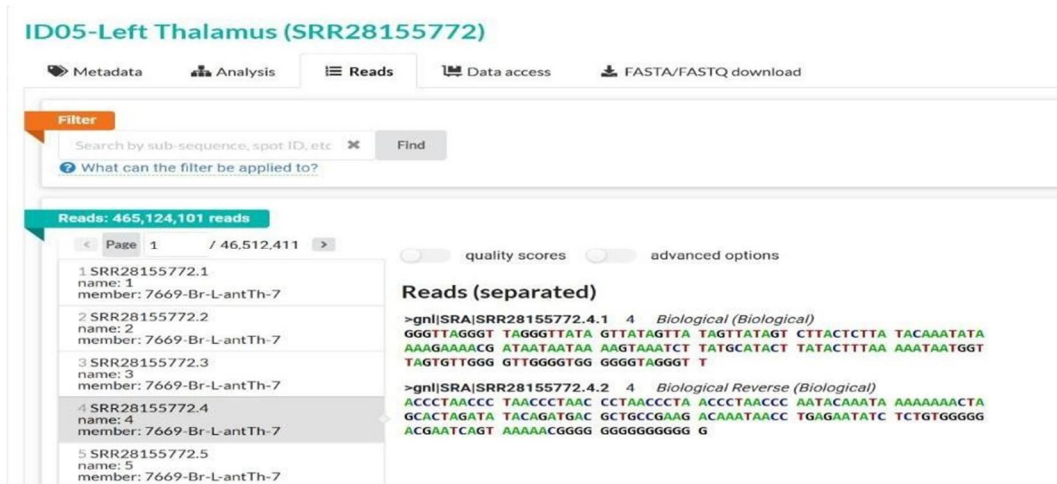 ID05-Left Thalamus (SRR28155772)
Metadata Analysis Reads Data access FASTA/FASTQ download
Filter
Search by sub-sequence, spot ID, etc Find
What can the filter be applied to?
Reads: 465,124,101 reads
< Page 1 / 46,512,411 >
quality scores advanced options
1 SRR28155772.1
name: 1
member: 7669-Br-L-antTh-7
2 SRR28155772.2
name: 2
member: 7669-Br-L-antTh-7
3 SRR28155772.3
name: 3
member: 7669-Br-L-antTh-7
4 SRR28155772.4
name: 4
member: 7669-Br-L-antTh-7
5 SRR28155772.5
name: 5
member: 7669-Br-L-antTh-7
Reads (separated)
>gnl|SRA|SRR28155772.4.1 4 Biological (Biological)
GGGTTAGGGT TAGGGTTATA GTTATAGTTA TAGTTATAGT CTTACTCTTA TACAAATATA
AAAGAAAACG ATAATAATAA AAGTAAATCT TATGCATACT TATACTTTAA AAATAATGGT
TAGTGTTGGG GTTGGGGTGG GGGGTAGGGT T
>gnl|SRA|SRR28155772.4.2 4 Biological Reverse (Biological)
ACCCTAACCC TAACCCTAAC CCTAACCCTA ACCCTAACCC AATACAAATA AAAAAAACTA
GCACTAGATA TACAGATGAC GCTGCCGAAG ACAAATAACC TGAGAATATC TCTGTGGGGG
ACGAATCAGT AAAAACGGGG GGGGGGGGGG G